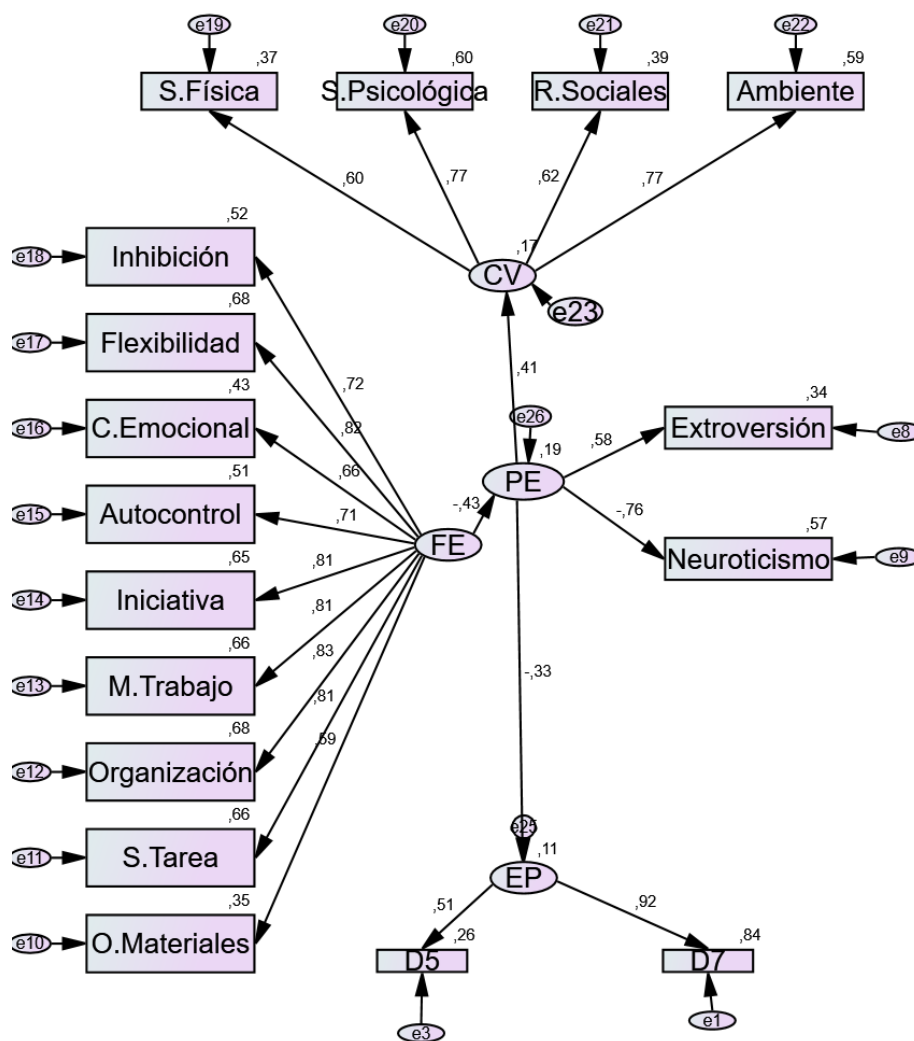 e19
e20
e21
e22
,37
,60
,39
,59
S.Física
S.Psicológica
R.Sociales
Ambiente
,60
,77
,62
,77
,17
CV
e23
,52
e18
Inhibición
,68
e17
Flexibilidad
,43
e16
C.Emocional
,51
e15
Autocontrol
,65
e14
Iniciativa
,66
e13
M.Trabajo
,68
e12
Organización
,66
e11
S.Tarea
,35
e10
O.Materiales
,72
,82
,66
,71
,81
,81
,83
,81
,59
FE
-,43
,41
e26
,19
PE
,58
,34
Extroversión
e8
-,76
,57
Neuroticismo
e9
-,33
e25
,11
EP
,51
,92
,26
D5
e3
,84
D7
e1